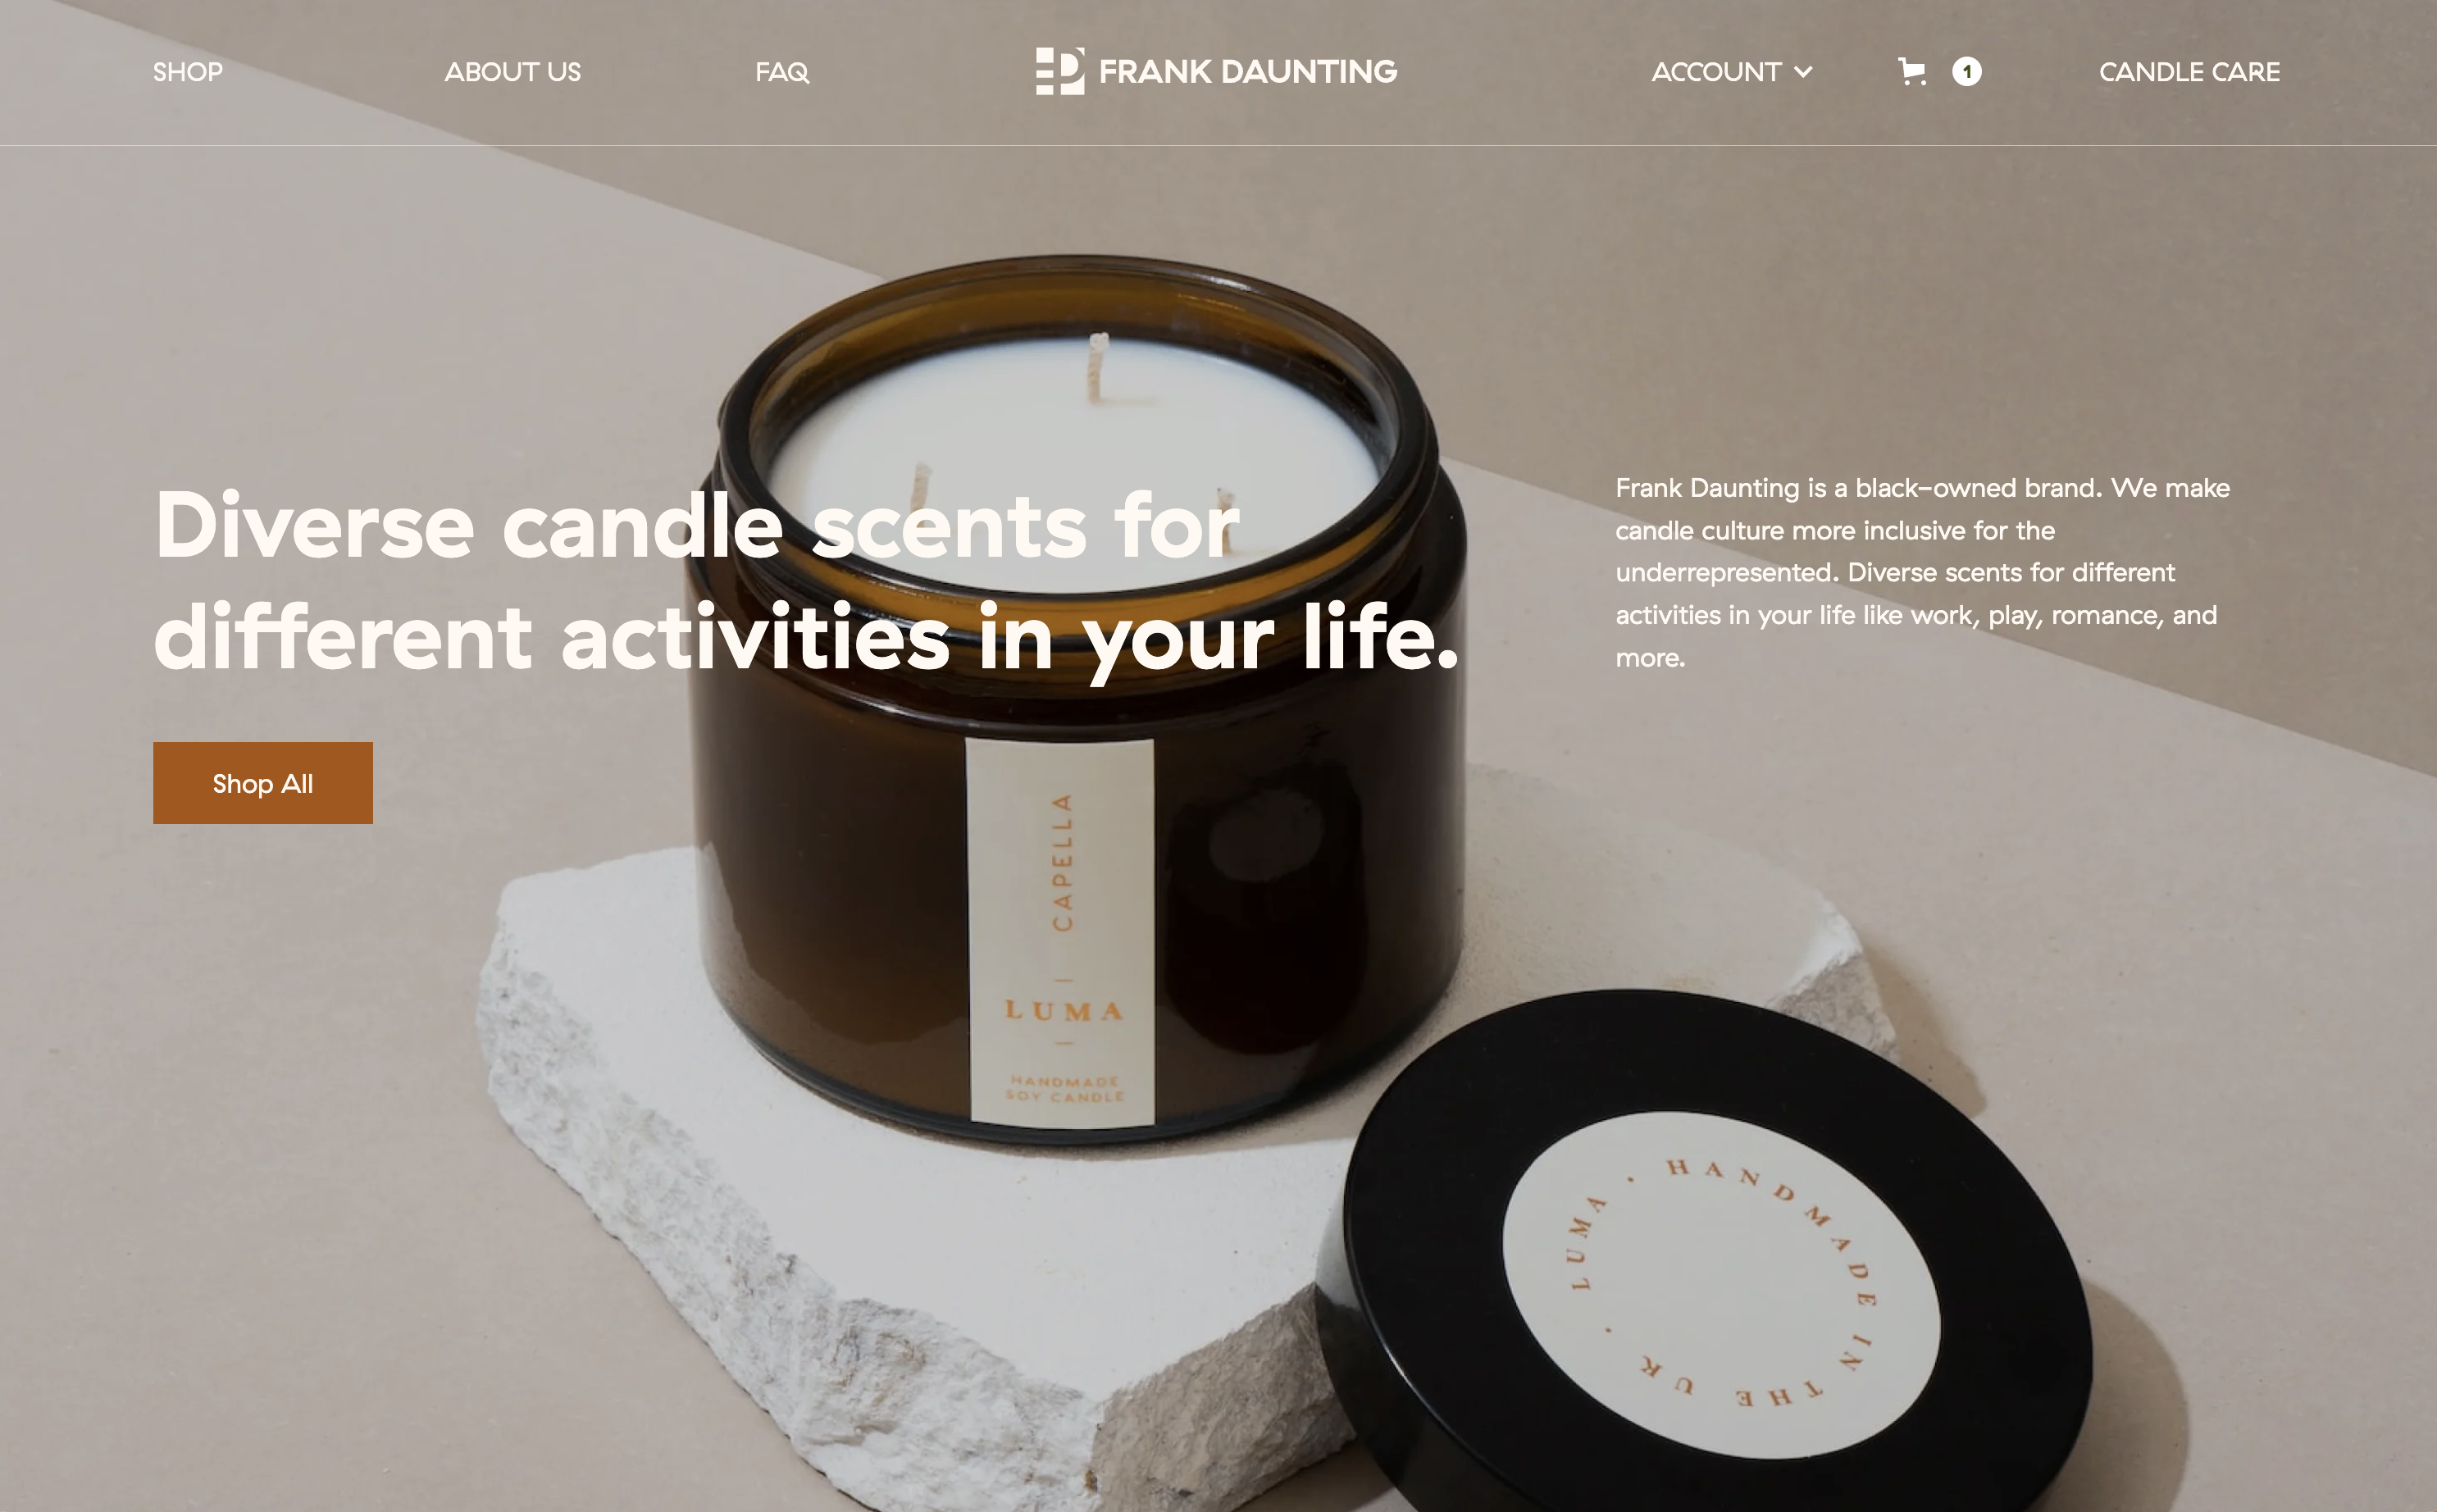 SHOP ABOUT US FAQ FRANK DAUNTING ACCOUNT 1 CANDLE CARE
Diverse candle scents for
different activities in your life.
Shop All
Frank Daunting is a black-owned brand. We make
candle culture more inclusive for the
underrepresented. Diverse scents for different
activities in your life like work, play, romance, and
more.
CAPELLA
LUMA
HANDMADE
SOY CANDLE
LUMA · HANDMADE IN THE UK ·